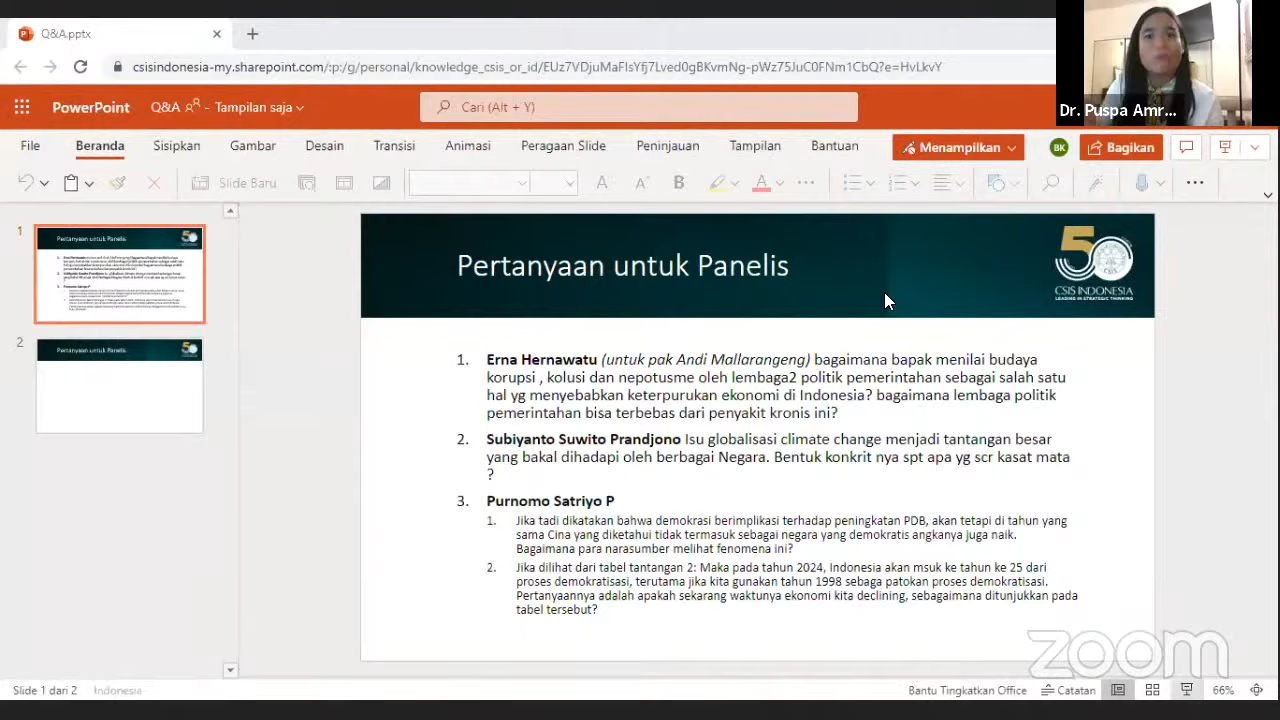 Q&A.pptx
csisindonesia-my.sharepoint.com/:p:/g/personal/knowledge_csis_or_id/EUz7VDjuMaFIsYfj7Lved0gBKvmNg-pWz75JuC0FNm1CbQ?e=HvLkvY
Dr. Puspa Amr...
PowerPoint
Q&A - Tampilan saja
Cari (Alt + Y)
File Beranda Sisipkan Gambar Desain Transisi Animasi Peragaan Slide Peninjauan Tampilan Bantuan Menampilkan BK Bagikan
Slide Baru
1
2
Pertanyaan untuk Panelis
50
CSIS INDONESIA
LEADING IN STRATEGIC THINKING
1. Erna Hernawatu (untuk pak Andi Mallarangeng) bagaimana bapak menilai budaya
korupsi , kolusi dan nepotusme oleh lembaga2 politik pemerintahan sebagai salah satu
hal yg menyebabkan keterpurukan ekonomi di Indonesia? bagaimana lembaga politik
pemerintahan bisa terbebas dari penyakit kronis ini?
2. Subiyanto Suwito Prandjono Isu globalisasi climate change menjadi tantangan besar
yang bakal dihadapi oleh berbagai Negara. Bentuk konkrit nya spt apa yg scr kasat mata
?
3. Purnomo Satriyo P
1. Jika tadi dikatakan bahwa demokrasi berimplikasi terhadap peningkatan PDB, akan tetapi di tahun yang
sama Cina yang diketahui tidak termasuk sebagai negara yang demokratis angkanya juga naik.
Bagaimana para narasumber melihat fenomena ini?
2. Jika dilihat dari tabel tantangan 2: Maka pada tahun 2024, Indonesia akan msuk ke tahun ke 25 dari
proses demokratisasi, terutama jika kita gunakan tahun 1998 sebaga patokan proses demokratisasi.
Pertanyaannya adalah apakah sekarang waktunya ekonomi kita declining, sebagaimana ditunjukkan pada
tabel tersebut?
Pertanyaan untuk Panelis
Pertanyaan untuk Panelis
zoom
Slide 1 dari 2 Indonesia Bantu Tingkatkan Office Catatan 66%